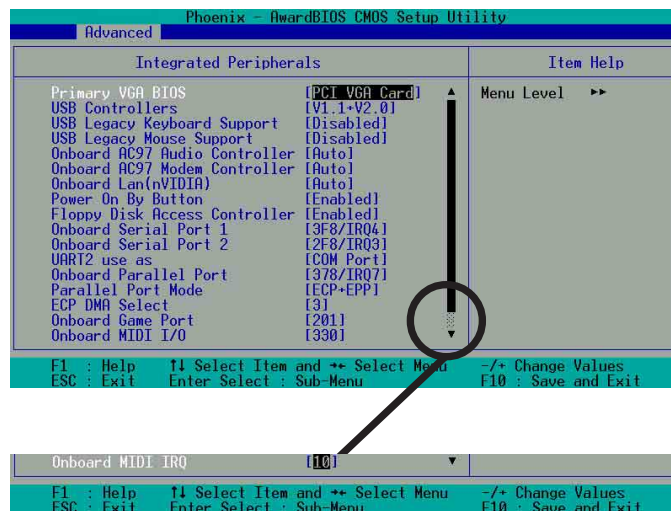 Phoenix - AwardBIOS CMOS Setup Utility
Advanced
Integrated Peripherals
Item Help
Primary VGA BIOS [PCI VGA Card]
Menu Level ►►
USB Controllers [V1.1+V2.0]
USB Legacy Keyboard Support [Disabled]
USB Legacy Mouse Support [Disabled]
Onboard AC97 Audio Controller [Auto]
Onboard AC97 Modem Controller [Auto]
Onboard Lan(nVIDIA) [Auto]
Power On By Button [Enabled]
Floppy Disk Access Controller [Enabled]
Onboard Serial Port 1 [3F8/IRQ4]
Onboard Serial Port 2 [2F8/IRQ3]
UART2 use as [COM Port]
Onboard Parallel Port [378/IRQ7]
Parallel Port Mode [ECP+EPP]
ECP DMA Select [3]
Onboard Game Port [201]
Onboard MIDI I/O [330]
F1 : Help ↑↓ Select Item and →← Select Menu -/+ Change Values
ESC : Exit Enter Select : Sub-Menu F10 : Save and Exit
Onboard MIDI IRQ [10]
F1 : Help ↑↓ Select Item and →← Select Menu -/+ Change Values
ESC : Exit Enter Select : Sub-Menu F10 : Save and Exit